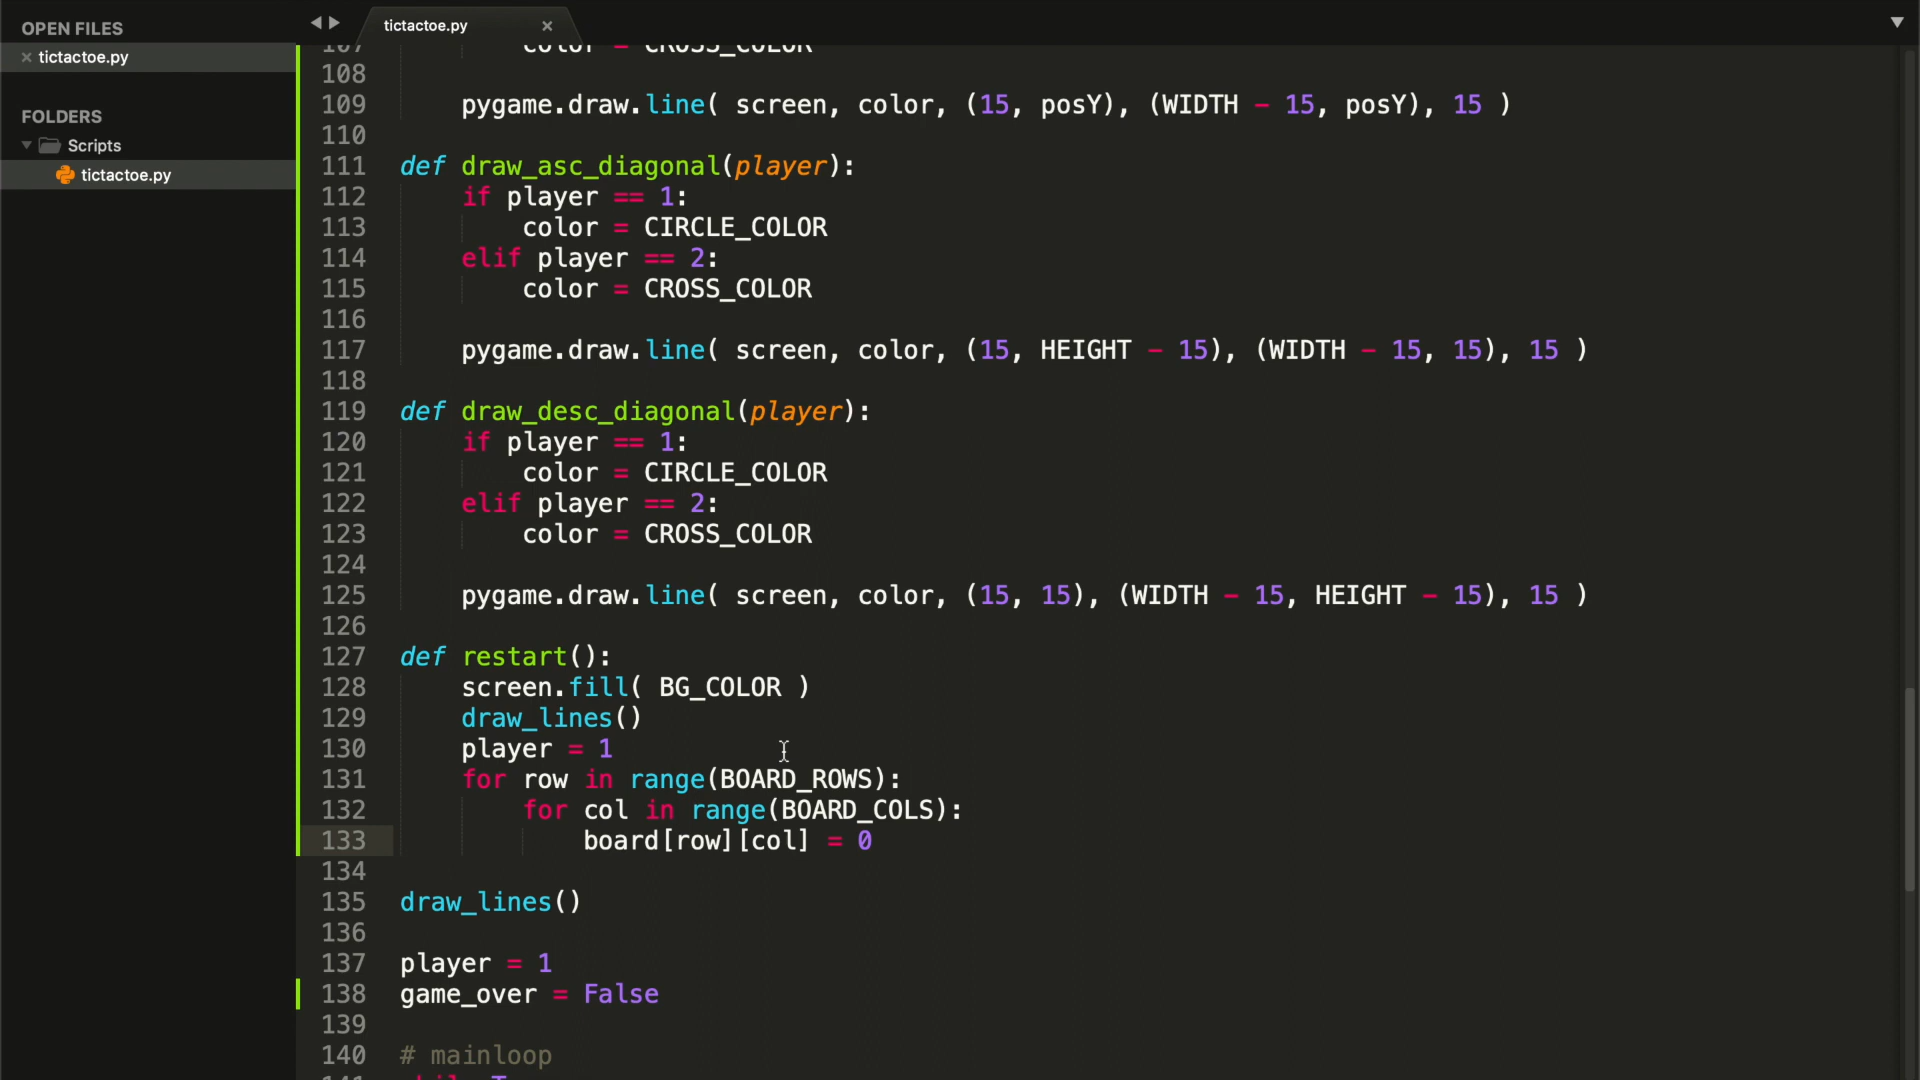 OPEN FILES
tictactoe.py
FOLDERS
Scripts
tictactoe.py
tictactoe.py
107 color = CROSS_COLOR
108
109 pygame.draw.line( screen, color, (15, posY), (WIDTH - 15, posY), 15 )
110
111 def draw_asc_diagonal(player):
112 if player == 1:
113 color = CIRCLE_COLOR
114 elif player == 2:
115 color = CROSS_COLOR
116
117 pygame.draw.line( screen, color, (15, HEIGHT - 15), (WIDTH - 15, 15), 15 )
118
119 def draw_desc_diagonal(player):
120 if player == 1:
121 color = CIRCLE_COLOR
122 elif player == 2:
123 color = CROSS_COLOR
124
125 pygame.draw.line( screen, color, (15, 15), (WIDTH - 15, HEIGHT - 15), 15 )
126
127 def restart():
128 screen.fill( BG_COLOR )
129 draw_lines()
130 player = 1
131 for row in range(BOARD_ROWS):
132 for col in range(BOARD_COLS):
133 board[row][col] = 0
134
135 draw_lines()
136
137 player = 1
138 game_over = False
139
140 # mainloop